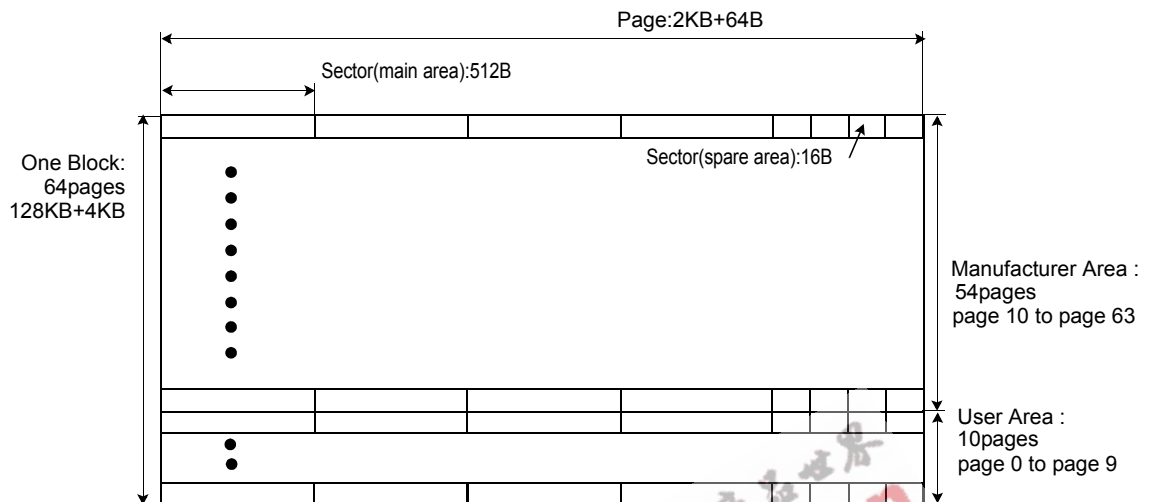 Page:2KB+64B
Sector(main area):512B
One Block:
64pages
128KB+4KB
Sector(spare area):16B
Manufacturer Area :
54pages
page 10 to page 63
User Area :
10pages
page 0 to page 9